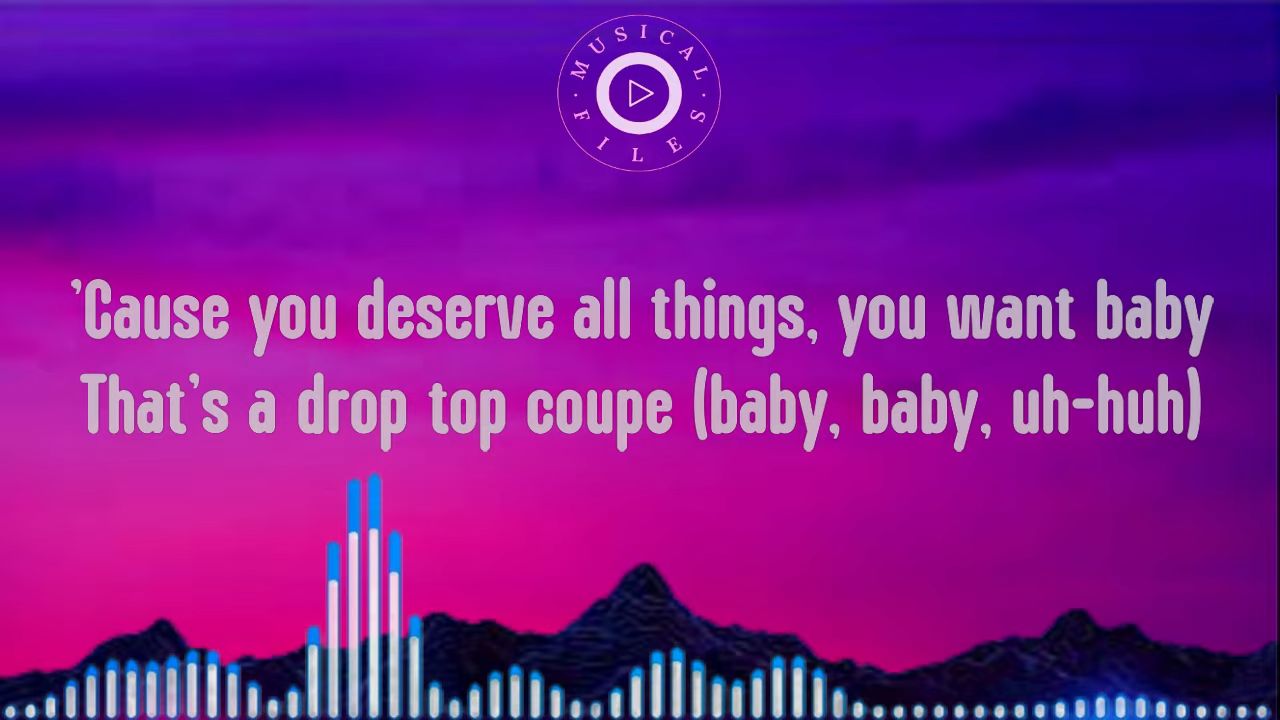 MUSICAL
FILES
’Cause you deserve all things, you want baby
That’s a drop top coupe (baby, baby, uh-huh)